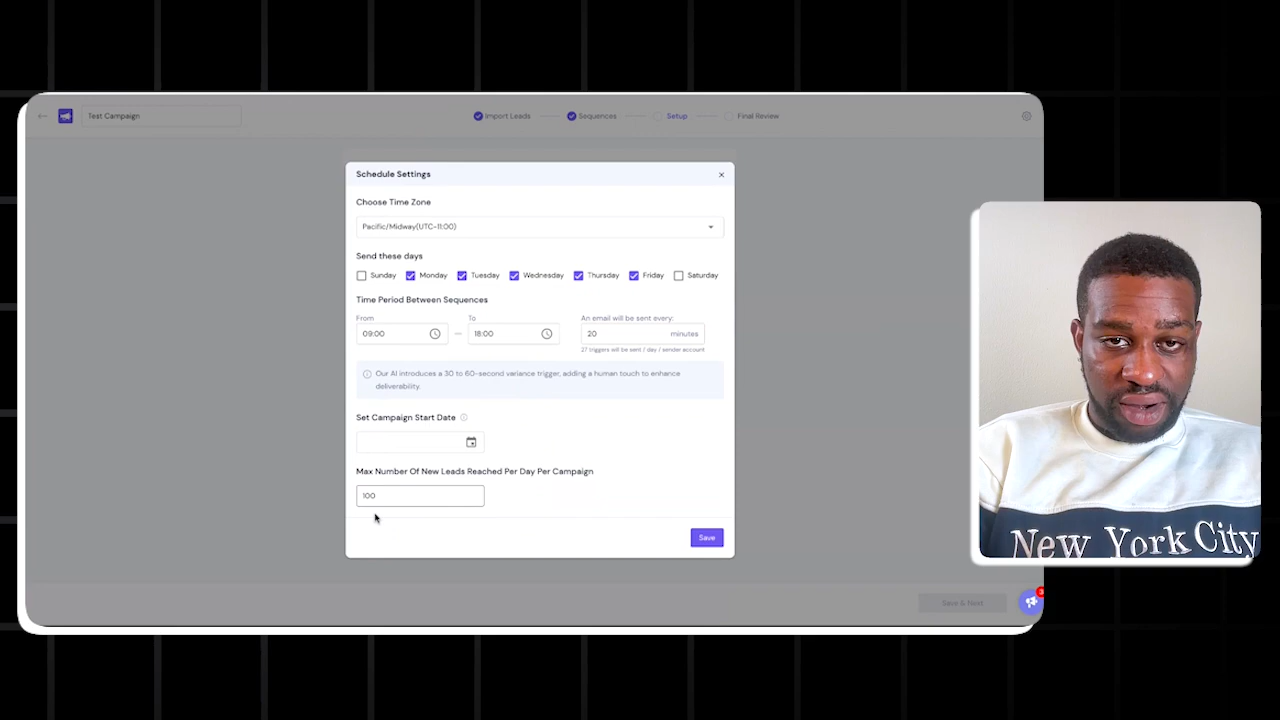 Test Campaign
Import Leads
Sequences
Setup
Final Review
Schedule Settings
Choose Time Zone
Pacific/Midway(UTC-11:00)
Send these days
Sunday Monday Tuesday Wednesday Thursday Friday Saturday
Time Period Between Sequences
From To An email will be sent every:
09:00 18:00 20 minutes
27 triggers will be sent / day / sender account
Our AI introduces a 30 to 60-second variance trigger, adding a human touch to enhance
deliverability.
Set Campaign Start Date
Max Number Of New Leads Reached Per Day Per Campaign
100
Save
Save & Next
3
New York City